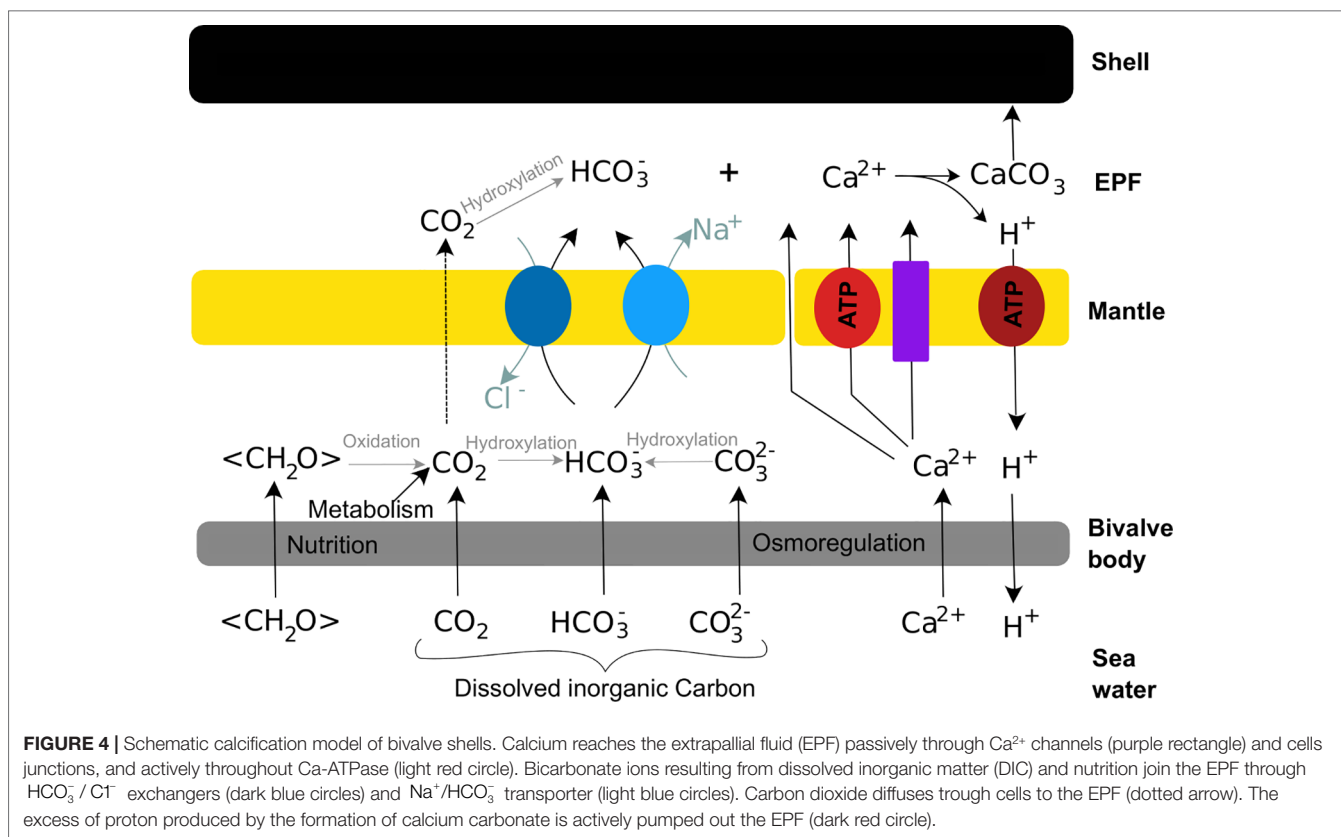 Shell
Hydroxylation
HCO₃⁻ + Ca²⁺ CaCO₃ EPF
CO₂ Na⁺ H⁺
ATP ATP Mantle
Cl⁻
Oxidation Hydroxylation Hydroxylation
<CH₂O> CO₂ HCO₃⁻ CO₃²⁻ Ca²⁺ H⁺
Metabolism
Nutrition Osmoregulation Bivalve
body
<CH₂O> CO₂ HCO₃⁻ CO₃²⁻ Ca²⁺ H⁺
Dissolved inorganic Carbon Sea
water
FIGURE 4 | Schematic calcification model of bivalve shells. Calcium reaches the extrapallial fluid (EPF) passively through Ca²⁺ channels (purple rectangle) and cells
junctions, and actively throughout Ca-ATPase (light red circle). Bicarbonate ions resulting from dissolved inorganic matter (DIC) and nutrition join the EPF through
HCO₃⁻ / C1⁻ exchangers (dark blue circles) and Na⁺/HCO₃⁻ transporter (light blue circles). Carbon dioxide diffuses trough cells to the EPF (dotted arrow). The
excess of proton produced by the formation of calcium carbonate is actively pumped out the EPF (dark red circle).